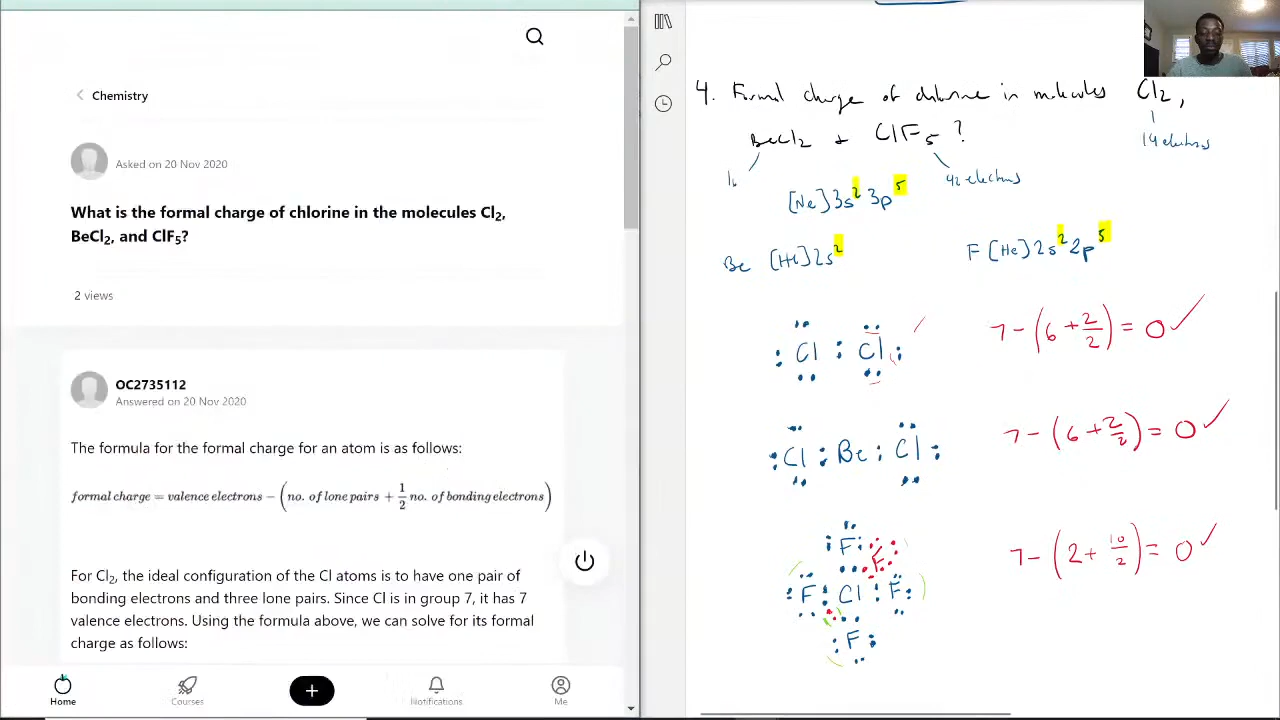 Chemistry
Asked on 20 Nov 2020
What is the formal charge of chlorine in the molecules Cl₂,
BeCl₂, and ClF₅?
2 views
OC2735112
Answered on 20 Nov 2020
The formula for the formal charge for an atom is as follows:
formal charge = valence electrons − (no. of lone pairs + 1/2 no. of bonding electrons)
For Cl₂, the ideal configuration of the Cl atoms is to have one pair of
bonding electrons and three lone pairs. Since Cl is in group 7, it has 7
valence electrons. Using the formula above, we can solve for its formal
charge as follows:
Home
Courses
Notifications
Me
4. Formal charge of chlorine in molecules Cl₂,
BeCl₂ + ClF₅?
14 electrons
16
42 electrons
[Ne]3s² 3p⁵
Be [He]2s²
F [He]2s² 2p⁵
Cl : Cl
7 − (6 + 2/2) = 0 ✓
Cl : Be : Cl
7 − (6 + 2/2) = 0 ✓
F
F
F Cl F
F
7 − (2 + 10/2) = 0 ✓